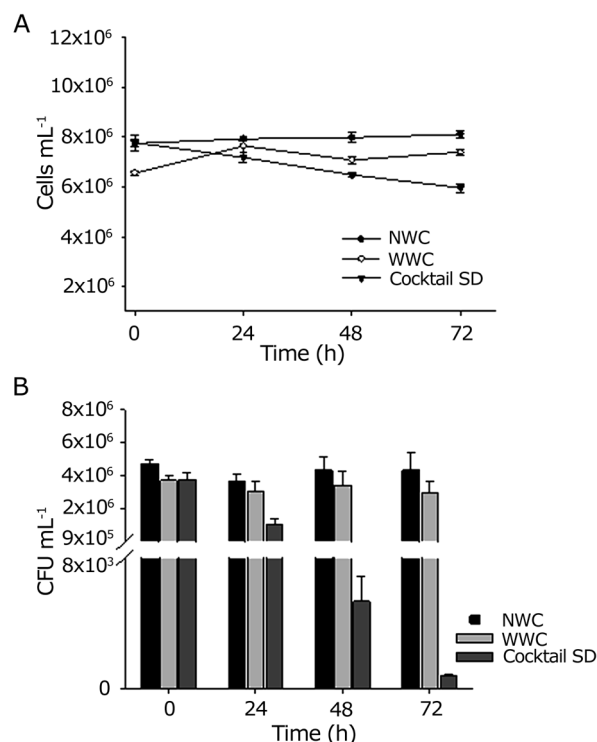 A
12x10⁶
10x10⁶
8x10⁶
6x10⁶
4x10⁶
2x10⁶
Cells mL⁻¹
NWC
WWC
Cocktail SD
0 24 48 72
Time (h)
B
8x10⁶
6x10⁶
4x10⁶
2x10⁶
9x10⁵
8x10³
0
CFU mL⁻¹
NWC
WWC
Cocktail SD
0 24 48 72
Time (h)